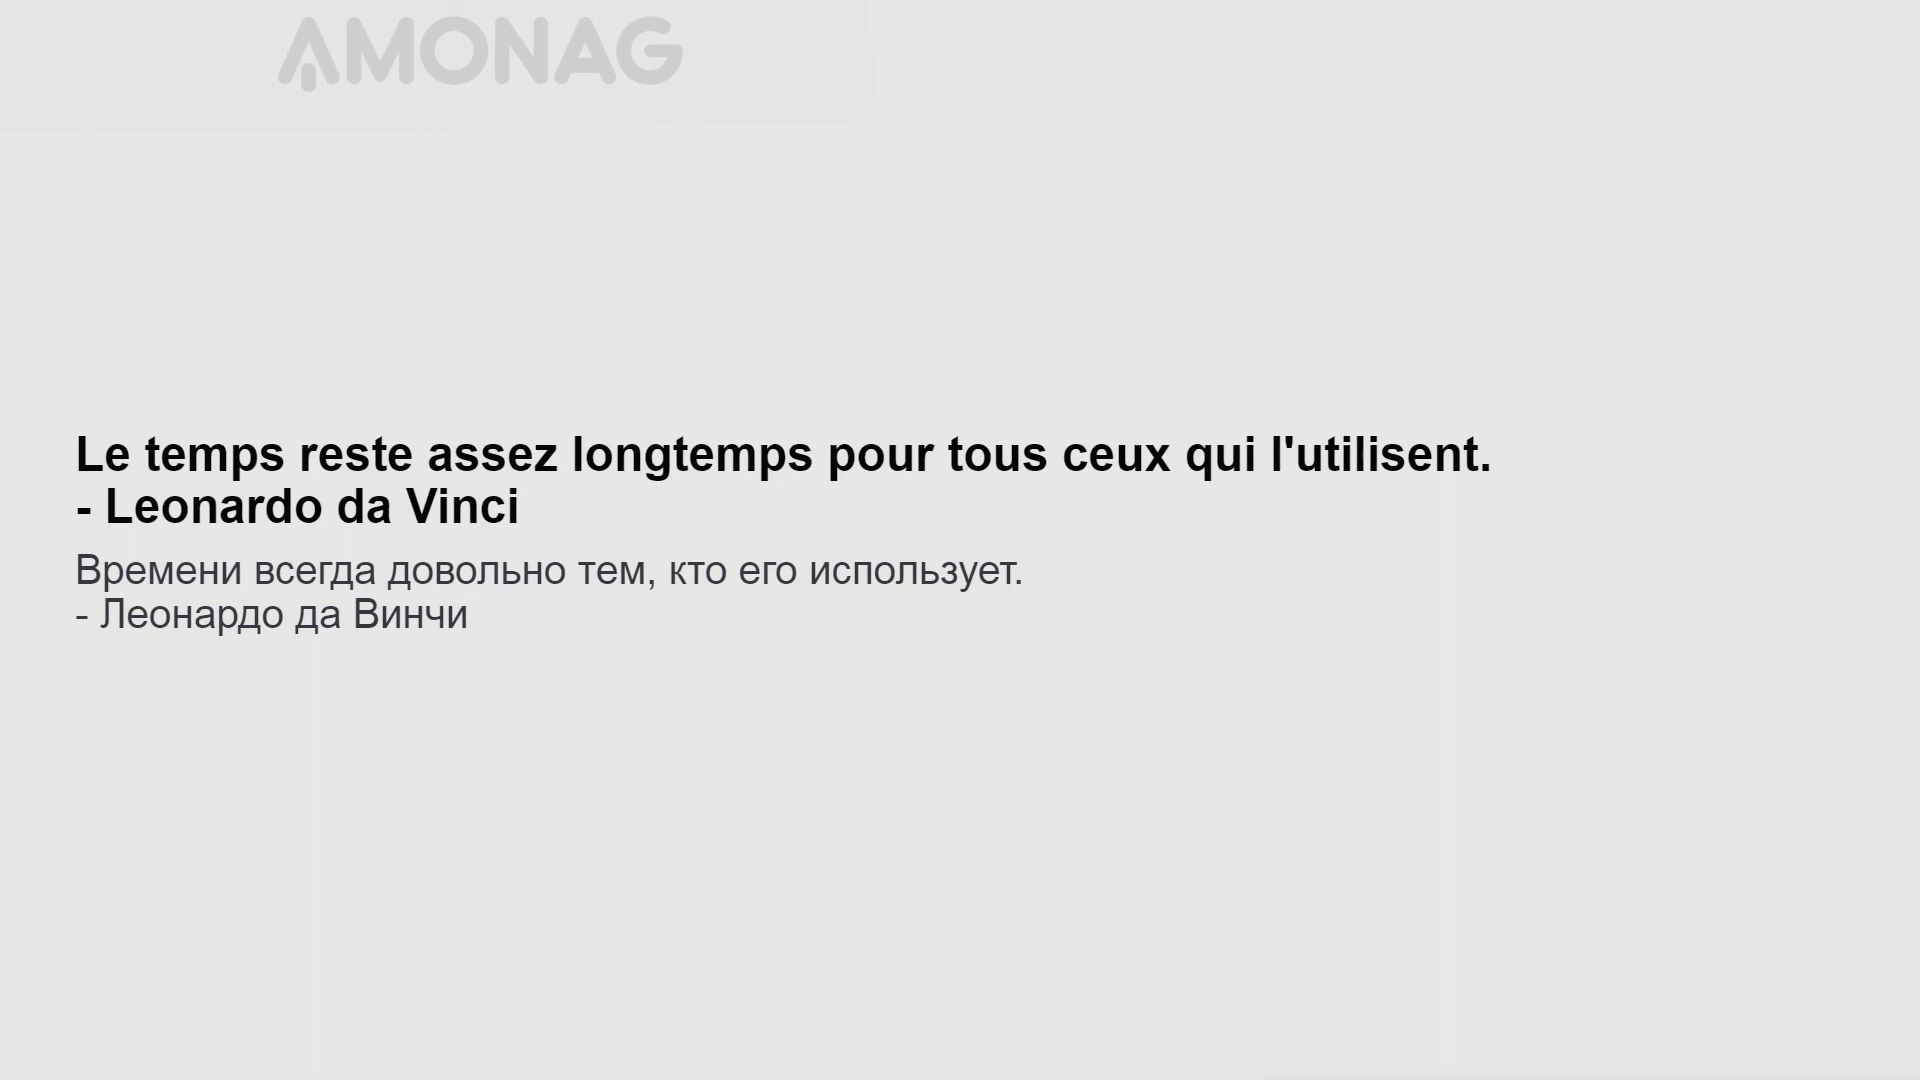 AMONAG
Le temps reste assez longtemps pour tous ceux qui l'utilisent.
- Leonardo da Vinci
Времени всегда довольно тем, кто его использует.
- Леонардо да Винчи